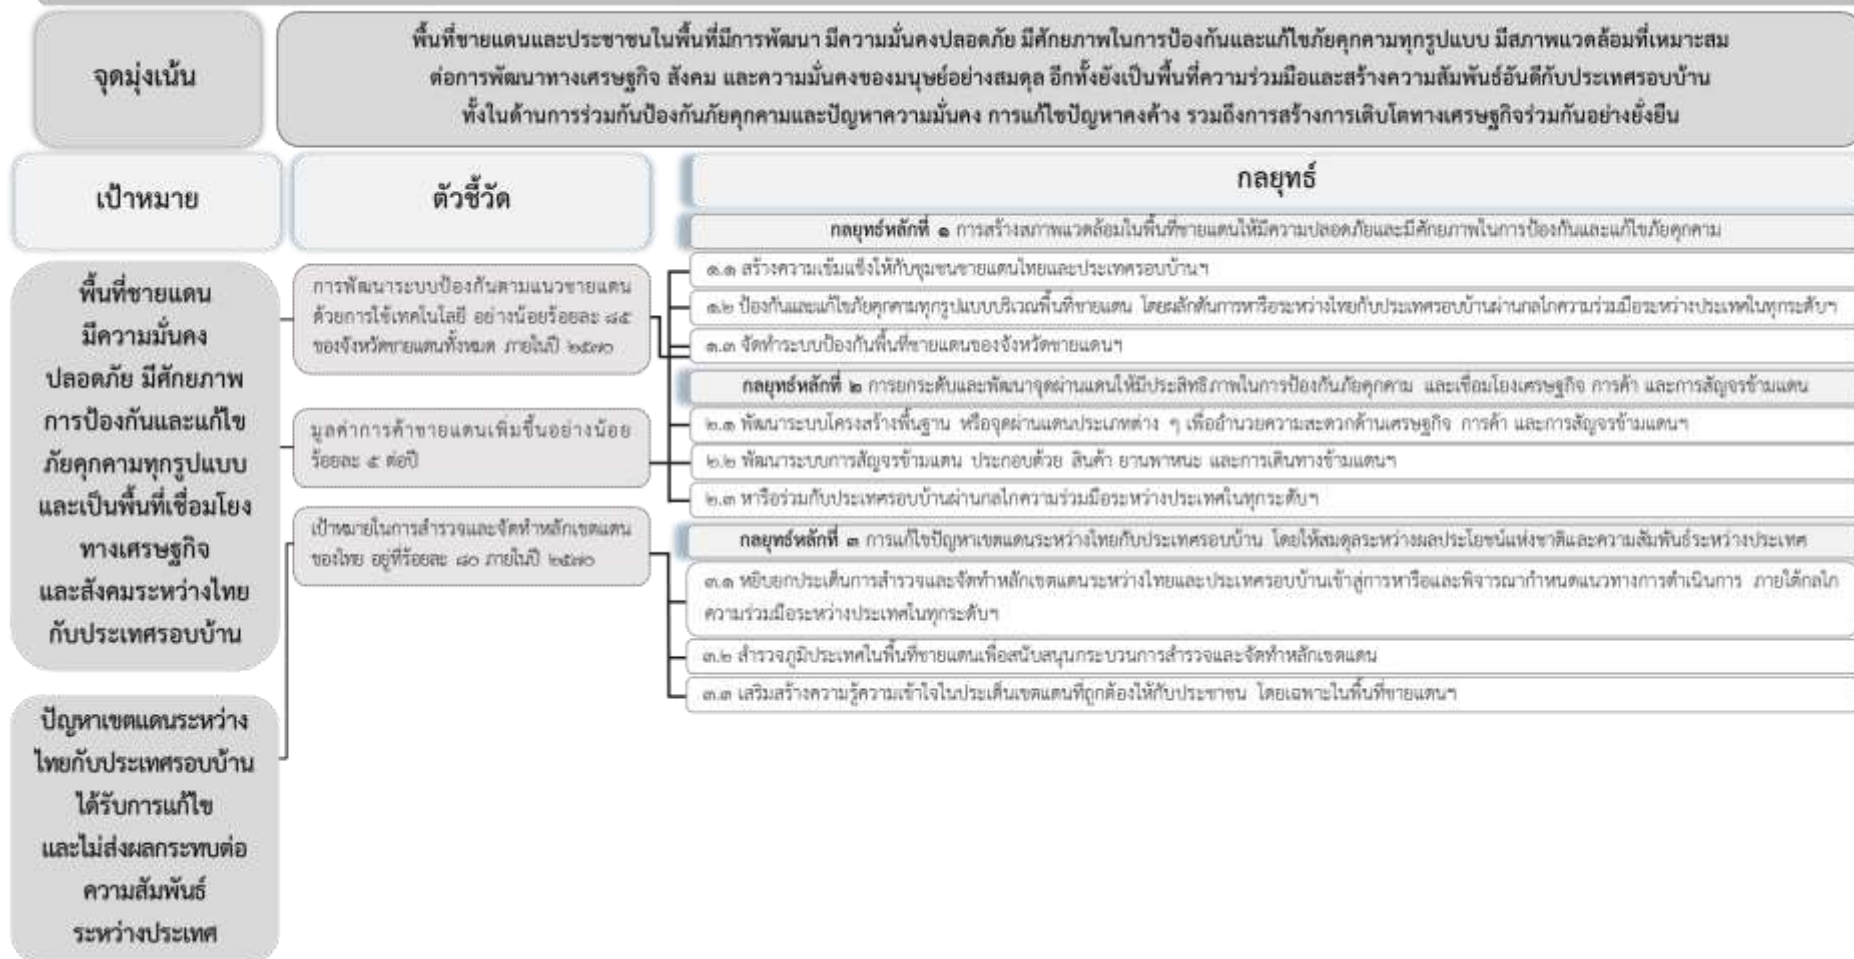 จุดมุ่งเน้น
พื้นที่ชายแดนและประชาชนในพื้นที่มีการพัฒนา มีความมั่นคงปลอดภัย มีศักยภาพในการป้องกันและแก้ไขภัยคุกคามทุกรูปแบบ มีสภาพแวดล้อมที่เหมาะสม
ต่อการพัฒนาทางเศรษฐกิจ สังคม และความมั่นคงของมนุษย์อย่างสมดุล อีกทั้งยังเป็นพื้นที่ความร่วมมือและสร้างความสัมพันธ์อันดีกับประเทศรอบบ้าน
ทั้งในด้านการร่วมกันป้องกันภัยคุกคามและปัญหาความมั่นคง การแก้ไขปัญหาคงค้าง รวมถึงการสร้างการเติบโตทางเศรษฐกิจร่วมกันอย่างยั่งยืน
เป้าหมาย
ตัวชี้วัด
กลยุทธ์
พื้นที่ชายแดน
มีความมั่นคง
ปลอดภัย มีศักยภาพ
การป้องกันและแก้ไข
ภัยคุกคามทุกรูปแบบ
และเป็นพื้นที่เชื่อมโยง
ทางเศรษฐกิจ
และสังคมระหว่างไทย
กับประเทศรอบบ้าน
ปัญหาเขตแดนระหว่าง
ไทยกับประเทศรอบบ้าน
ได้รับการแก้ไข
และไม่ส่งผลกระทบต่อ
ความสัมพันธ์
ระหว่างประเทศ
การพัฒนาระบบป้องกันตามแนวชายแดน
ด้วยการใช้เทคโนโลยี อย่างน้อยร้อยละ ๘๕
ของจังหวัดชายแดนทั้งหมด ภายในปี ๒๕๗๐
มูลค่าการค้าชายแดนเพิ่มขึ้นอย่างน้อย
ร้อยละ ๕ ต่อปี
เป้าหมายในการสำรวจและจัดทำหลักเขตแดน
ของไทย อยู่ที่ร้อยละ ๘๐ ภายในปี ๒๕๗๐
กลยุทธ์หลักที่ ๑ การสร้างสภาพแวดล้อมในพื้นที่ชายแดนให้มีความปลอดภัยและมีศักยภาพในการป้องกันและแก้ไขภัยคุกคาม
๑.๑ สร้างความเข้มแข็งให้กับชุมชนชายแดนไทยและประเทศรอบบ้านฯ
๑.๒ ป้องกันและแก้ไขภัยคุกคามทุกรูปแบบบริเวณพื้นที่ชายแดน โดยผลักดันการหารือระหว่างไทยกับประเทศรอบบ้านผ่านกลไกความร่วมมือระหว่างประเทศในทุกระดับฯ
๑.๓ จัดทำระบบป้องกันพื้นที่ชายแดนของจังหวัดชายแดนฯ
กลยุทธ์หลักที่ ๒ การยกระดับและพัฒนาจุดผ่านแดนให้มีประสิทธิภาพในการป้องกันภัยคุกคาม และเชื่อมโยงเศรษฐกิจ การค้า และการสัญจรข้ามแดน
๒.๑ พัฒนาระบบโครงสร้างพื้นฐาน หรือจุดผ่านแดนประเภทต่าง ๆ เพื่ออำนวยความสะดวกด้านเศรษฐกิจ การค้า และการสัญจรข้ามแดนฯ
๒.๒ พัฒนาระบบการสัญจรข้ามแดน ประกอบด้วย สินค้า ยานพาหนะ และการเดินทางข้ามแดนฯ
๒.๓ หารือร่วมกับประเทศรอบบ้านผ่านกลไกความร่วมมือระหว่างประเทศในทุกระดับฯ
กลยุทธ์หลักที่ ๓ การแก้ไขปัญหาเขตแดนระหว่างไทยกับประเทศรอบบ้าน โดยให้สมดุลระหว่างผลประโยชน์แห่งชาติและความสัมพันธ์ระหว่างประเทศ
๓.๑ หยิบยกประเด็นการสำรวจและจัดทำหลักเขตแดนระหว่างไทยและประเทศรอบบ้านเข้าสู่การหารือและพิจารณากำหนดแนวทางการดำเนินการ ภายใต้กลไก
ความร่วมมือระหว่างประเทศในทุกระดับฯ
๓.๒ สำรวจภูมิประเทศในพื้นที่ชายแดนเพื่อสนับสนุนกระบวนการสำรวจและจัดทำหลักเขตแดน
๓.๓ เสริมสร้างความรู้ความเข้าใจในประเด็นเขตแดนที่ถูกต้องให้กับประชาชน โดยเฉพาะในพื้นที่ชายแดนฯ